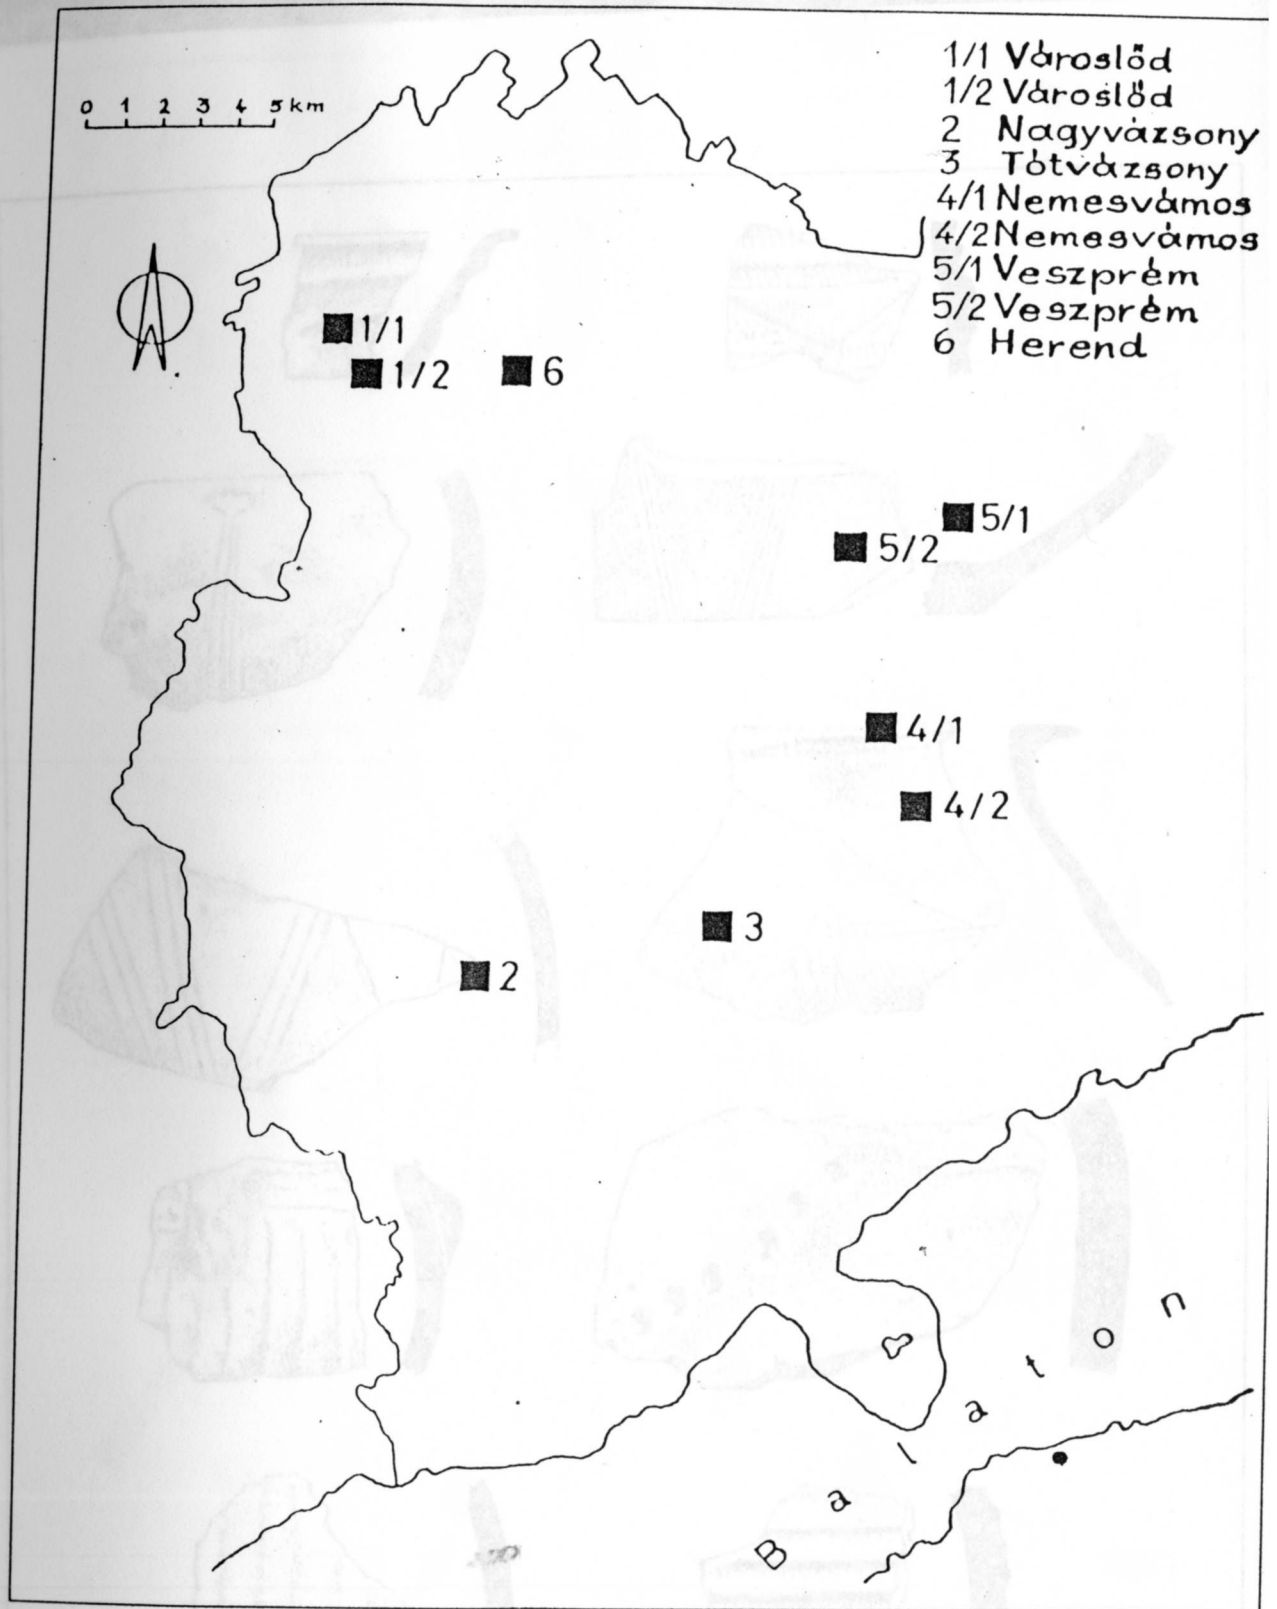 0 1 2 3 4 5 km
1/1 Városlőd
1/2 Városlőd
2 Nagyvázsony
3 Tótvázsony
4/1 Nemesvámos
4/2 Nemesvámos
5/1 Veszprém
5/2 Veszprém
6 Herend
1/1
1/2
6
5/1
5/2
4/1
4/2
3
2
Balaton